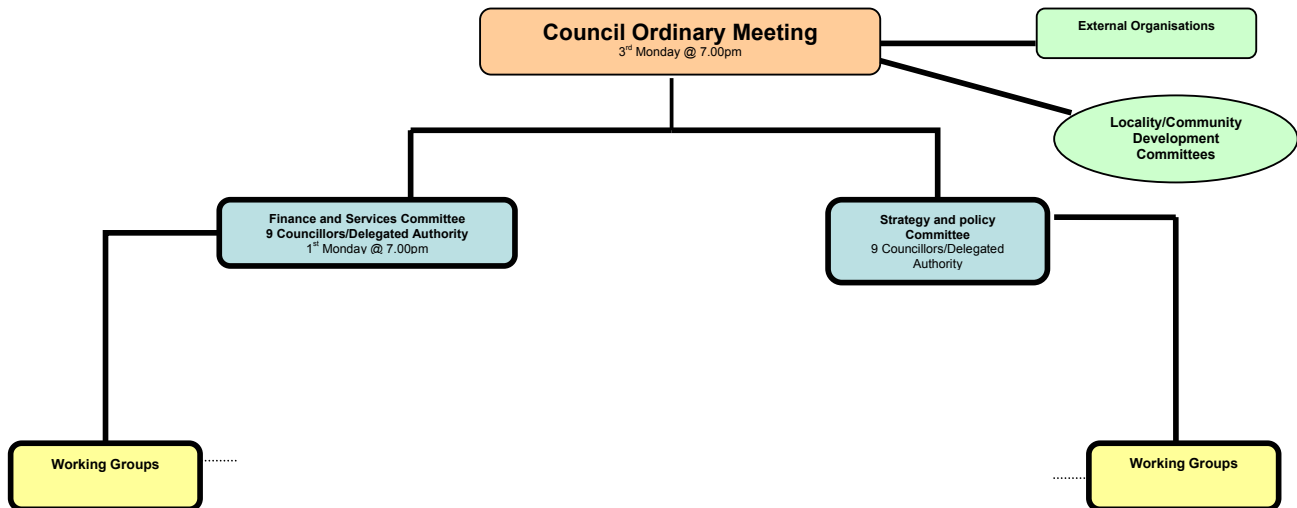 Council Ordinary Meeting
3rd Monday @ 7.00pm
External Organisations
Locality/Community
Development
Committees
Finance and Services Committee
9 Councillors/Delegated Authority
1st Monday @ 7.00pm
Strategy and policy
Committee
9 Councillors/Delegated
Authority
Working Groups
Working Groups